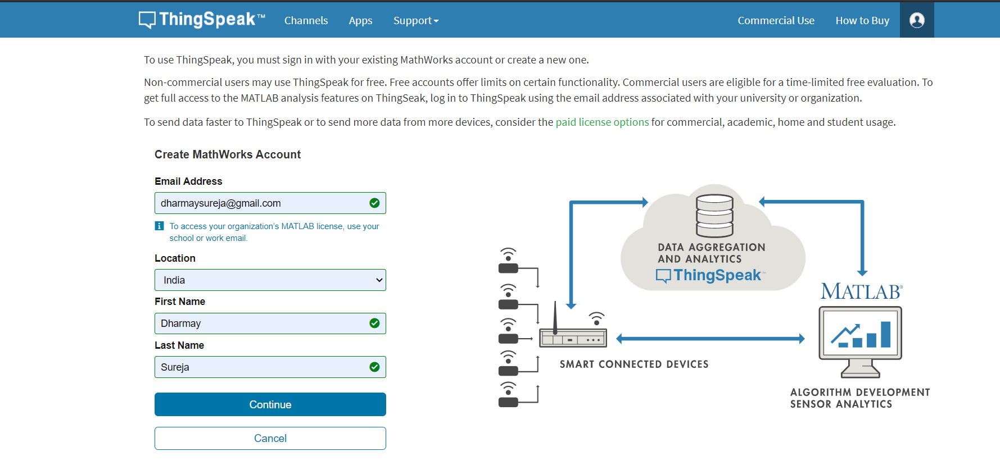 ThingSpeak™ Channels Apps Support Commercial Use How to Buy
To use ThingSpeak, you must sign in with your existing MathWorks account or create a new one.
Non-commercial users may use ThingSpeak for free. Free accounts offer limits on certain functionality. Commercial users are eligible for a time-limited free evaluation. To
get full access to the MATLAB analysis features on ThingSeak, log in to ThingSpeak using the email address associated with your university or organization.
To send data faster to ThingSpeak or to send more data from more devices, consider the paid license options for commercial, academic, home and student usage.
Create MathWorks Account
Email Address
dharmaysureja@gmail.com
To access your organization's MATLAB license, use your
school or work email.
Location
India
First Name
Dharmay
Last Name
Sureja
Continue
Cancel
DATA AGGREGATION
AND ANALYTICS
ThingSpeak™
MATLAB®
SMART CONNECTED DEVICES
ALGORITHM DEVELOPMENT
SENSOR ANALYTICS